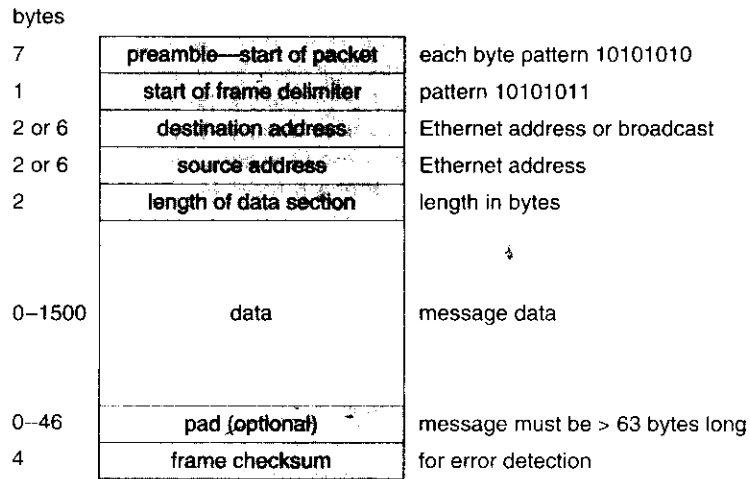 bytes
7 preamble—start of packet each byte pattern 10101010
1 start of frame delimiter pattern 10101011
2 or 6 destination address Ethernet address or broadcast
2 or 6 source address Ethernet address
2 length of data section length in bytes
0–1500 data message data
0–46 pad (optional) message must be > 63 bytes long
4 frame checksum for error detection